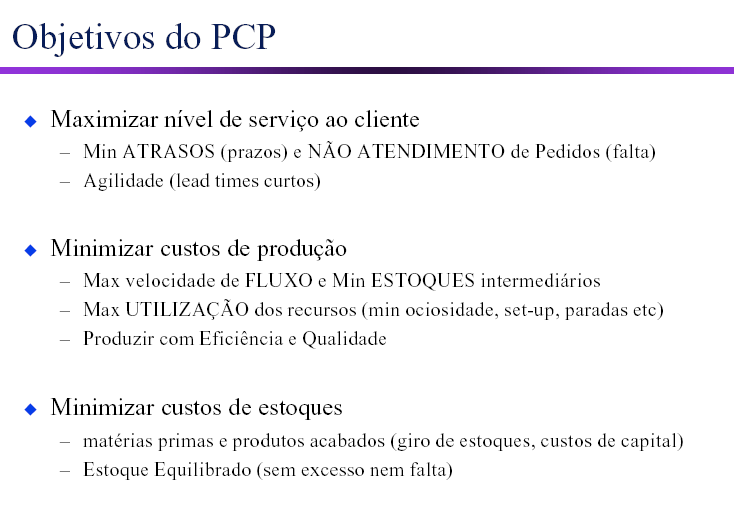 Objetivos do PCP
Maximizar nível de serviço ao cliente
– Min ATRASOS (prazos) e NÃO ATENDIMENTO de Pedidos (falta)
– Agilidade (lead times curtos)
Minimizar custos de produção
– Max velocidade de FLUXO e Min ESTOQUES intermediários
– Max UTILIZAÇÃO dos recursos (min ociosidade, set-up, paradas etc)
– Produzir com Eficiência e Qualidade
Minimizar custos de estoques
– matérias primas e produtos acabados (giro de estoques, custos de capital)
– Estoque Equilibrado (sem excesso nem falta)